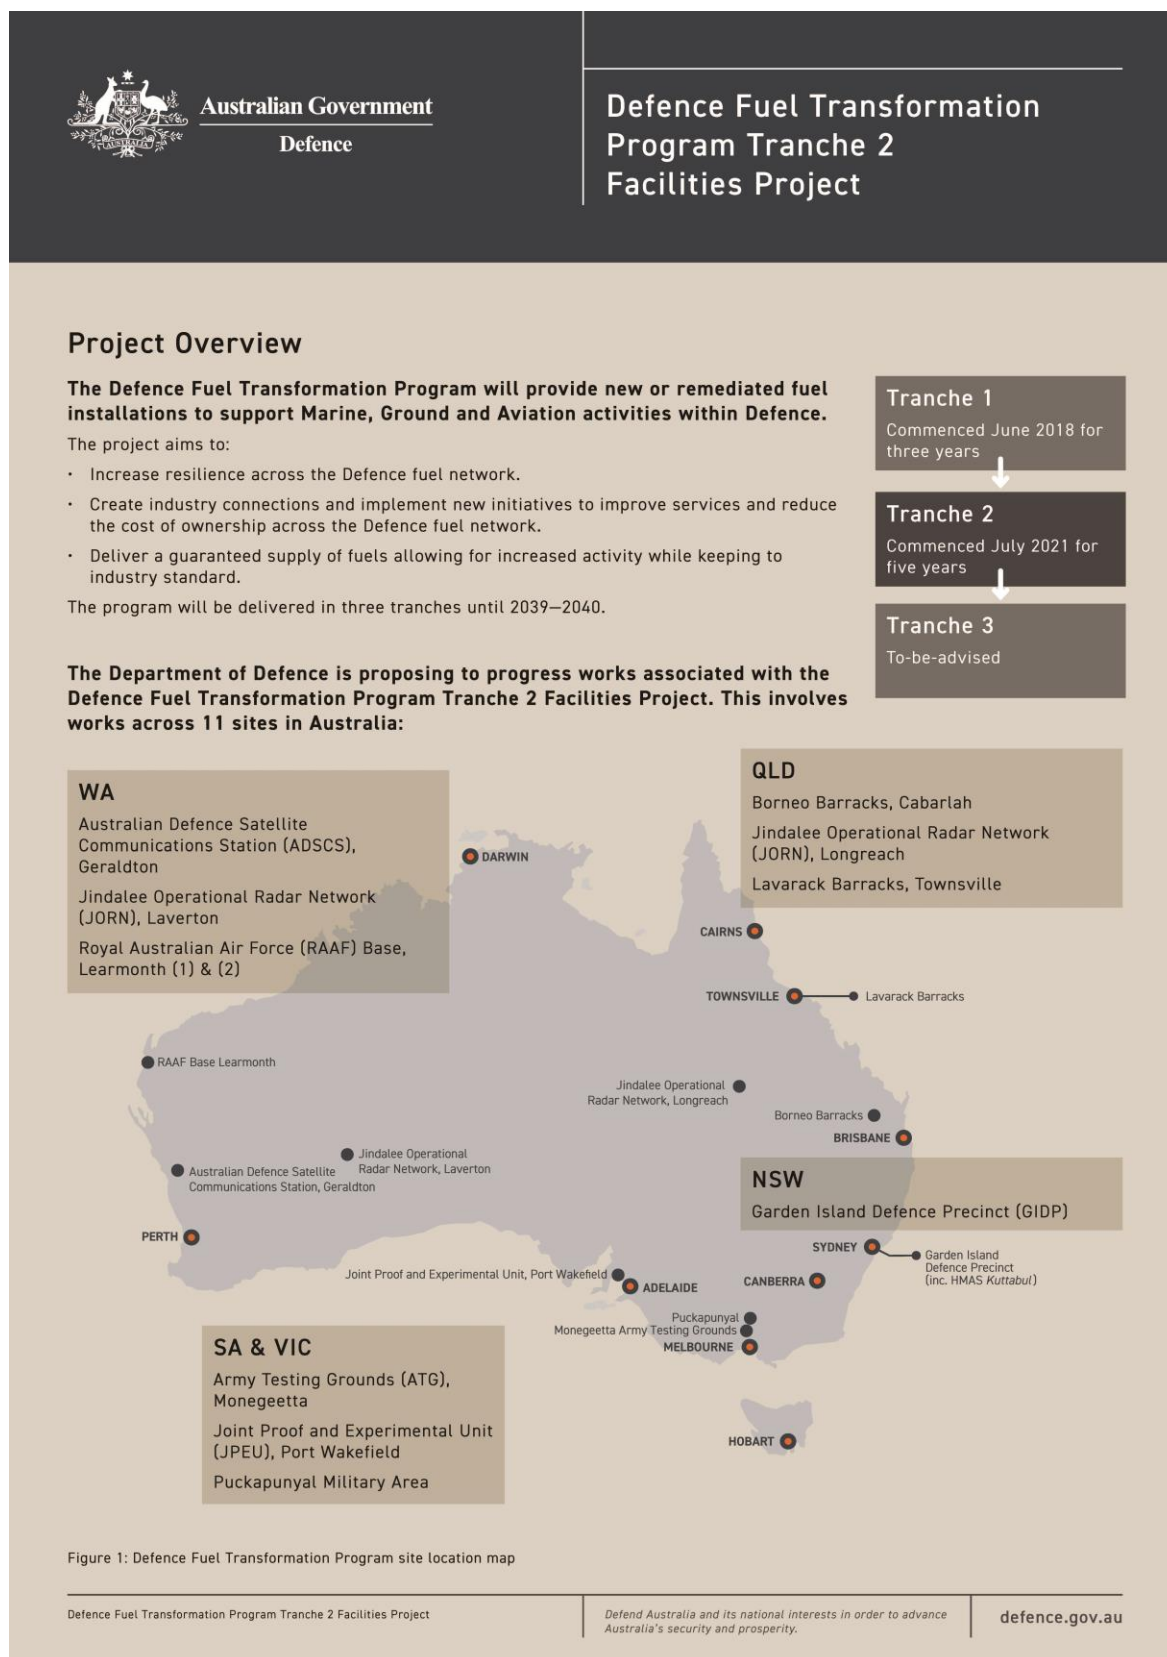 Australian Government
Defence
Defence Fuel Transformation
Program Tranche 2
Facilities Project
Project Overview
The Defence Fuel Transformation Program will provide new or remediated fuel
installations to support Marine, Ground and Aviation activities within Defence.
The project aims to:
• Increase resilience across the Defence fuel network.
• Create industry connections and implement new initiatives to improve services and reduce
the cost of ownership across the Defence fuel network.
• Deliver a guaranteed supply of fuels allowing for increased activity while keeping to
industry standard.
The program will be delivered in three tranches until 2039—2040.
Tranche 1
Commenced June 2018 for
three years
Tranche 2
Commenced July 2021 for
five years
Tranche 3
To-be-advised
The Department of Defence is proposing to progress works associated with the
Defence Fuel Transformation Program Tranche 2 Facilities Project. This involves
works across 11 sites in Australia:
WA
Australian Defence Satellite
Communications Station (ADSCS),
Geraldton
Jindalee Operational Radar Network
(JORN), Laverton
Royal Australian Air Force (RAAF) Base,
Learmonth (1) & (2)
QLD
Borneo Barracks, Cabarlah
Jindalee Operational Radar Network
(JORN), Longreach
Lavarack Barracks, Townsville
DARWIN
CAIRNS
TOWNSVILLE
Lavarack Barracks
RAAF Base Learmonth
Jindalee Operational
Radar Network, Longreach
Borneo Barracks
BRISBANE
Jindalee Operational
Radar Network, Laverton
Australian Defence Satellite
Communications Station, Geraldton
NSW
Garden Island Defence Precinct (GIDP)
PERTH
SYDNEY
Garden Island
Defence Precinct
(inc. HMAS Kuttabul)
Joint Proof and Experimental Unit, Port Wakefield
ADELAIDE
CANBERRA
Puckapunyal
Monegeetta Army Testing Grounds
MELBOURNE
SA & VIC
Army Testing Grounds (ATG),
Monegeetta
Joint Proof and Experimental Unit
(JPEU), Port Wakefield
Puckapunyal Military Area
HOBART
Figure 1: Defence Fuel Transformation Program site location map
Defence Fuel Transformation Program Tranche 2 Facilities Project
Defend Australia and its national interests in order to advance
Australia's security and prosperity.
defence.gov.au